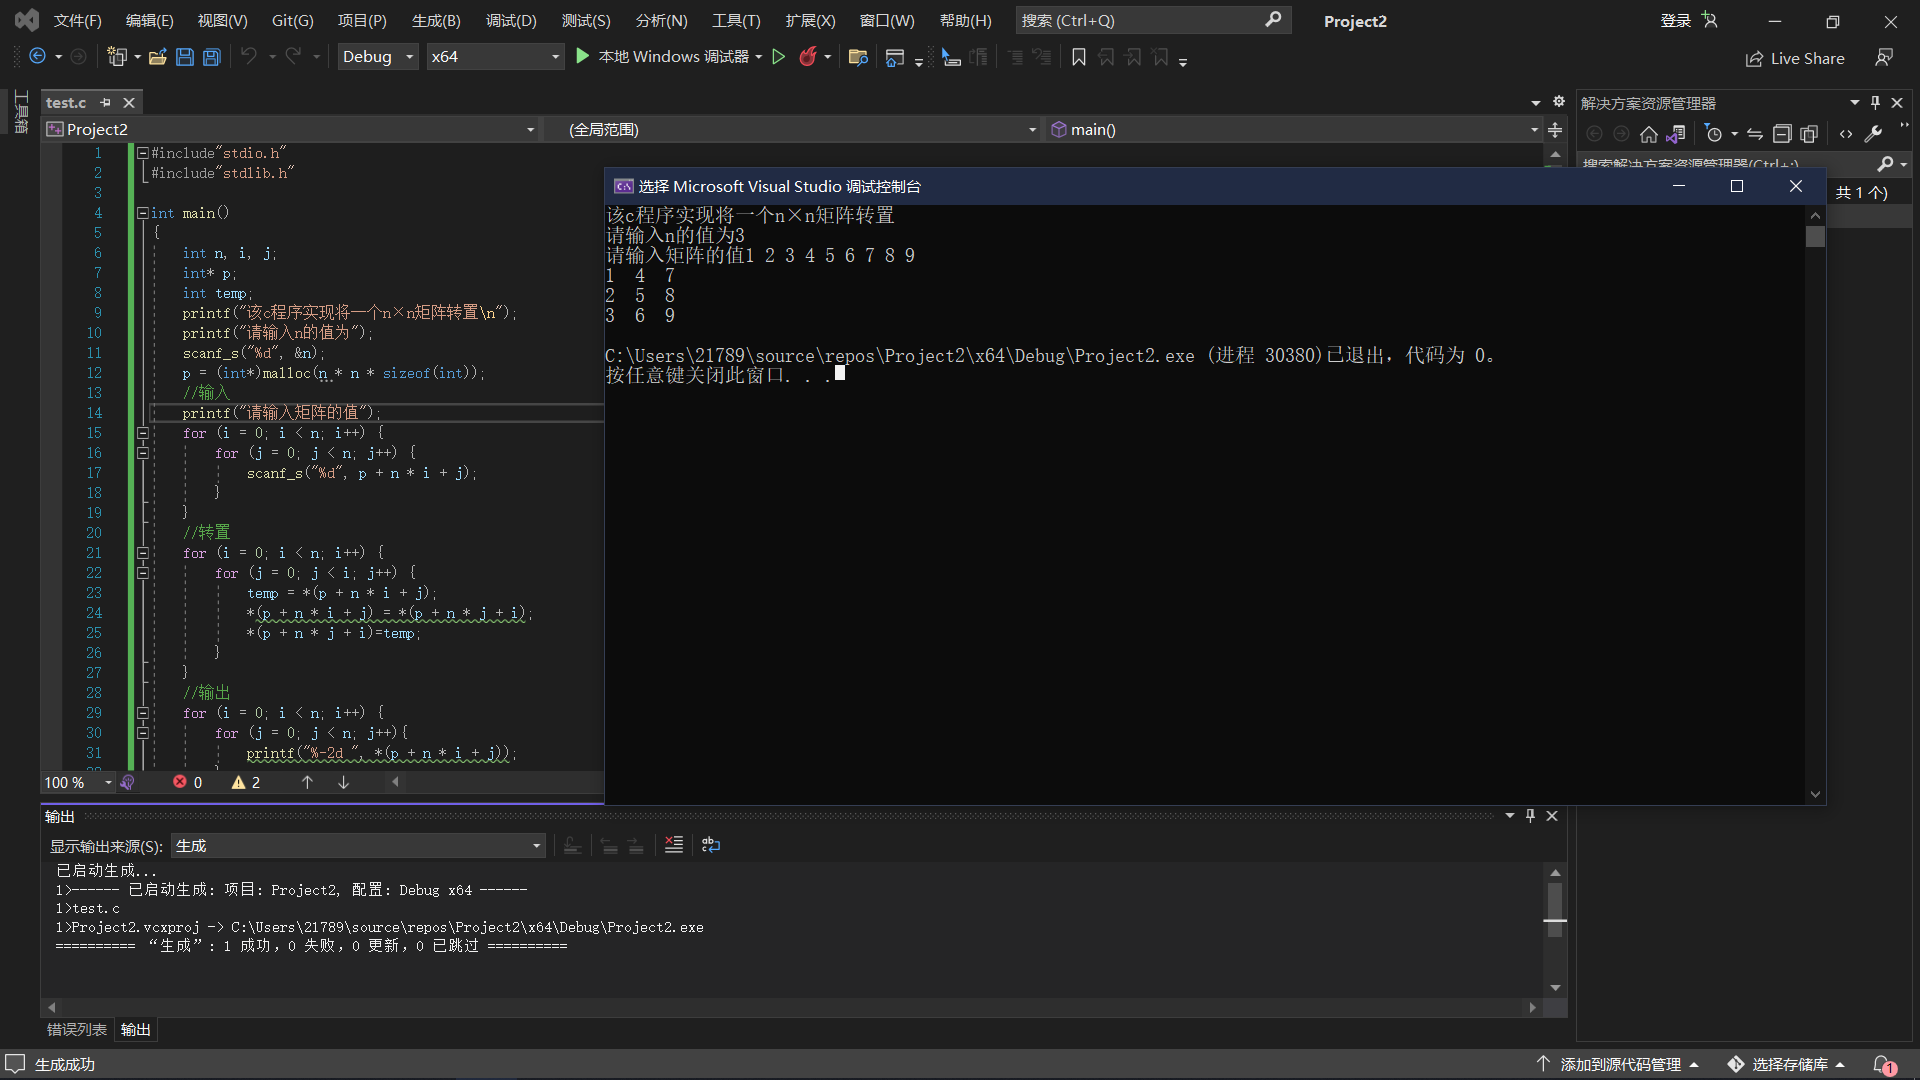 文件(F) 编辑(E) 视图(V) Git(G) 项目(P) 生成(B) 调试(D) 测试(S) 分析(N) 工具(T) 扩展(X) 窗口(W) 帮助(H) 搜索 (Ctrl+Q) Project2 登录
Debug x64 本地 Windows 调试器 Live Share
工具箱
test.c
Project2 (全局范围) main()
1 #include"stdio.h"
2 #include"stdlib.h"
3
4 int main()
5 {
6 int n, i, j;
7 int* p;
8 int temp;
9 printf("该c程序实现将一个n×n矩阵转置\n");
10 printf("请输入n的值为");
11 scanf_s("%d", &n);
12 p = (int*)malloc(n * n * sizeof(int));
13 //输入
14 printf("请输入矩阵的值");
15 for (i = 0; i < n; i++) {
16 for (j = 0; j < n; j++) {
17 scanf_s("%d", p + n * i + j);
18 }
19 }
20 //转置
21 for (i = 0; i < n; i++) {
22 for (j = 0; j < i; j++) {
23 temp = *(p + n * i + j);
24 *(p + n * i + j) = *(p + n * j + i);
25 *(p + n * j + i)=temp;
26 }
27 }
28 //输出
29 for (i = 0; i < n; i++) {
30 for (j = 0; j < n; j++){
31 printf("%-2d ", *(p + n * i + j));
100 % 0 2
选择 Microsoft Visual Studio 调试控制台
该c程序实现将一个n×n矩阵转置
请输入n的值为3
请输入矩阵的值1 2 3 4 5 6 7 8 9
1 4 7
2 5 8
3 6 9
C:\Users\21789\source\repos\Project2\x64\Debug\Project2.exe (进程 30380)已退出，代码为 0。
按任意键关闭此窗口. . .
解决方案资源管理器
搜索解决方案资源管理器(Ctrl+;)
共 1 个)
输出
显示输出来源(S): 生成
已启动生成...
1>------ 已启动生成: 项目: Project2, 配置: Debug x64 ------
1>test.c
1>Project2.vcxproj -> C:\Users\21789\source\repos\Project2\x64\Debug\Project2.exe
========== “生成”: 1 成功，0 失败，0 更新，0 已跳过 ==========
错误列表 输出
生成成功 添加到源代码管理 选择存储库 1